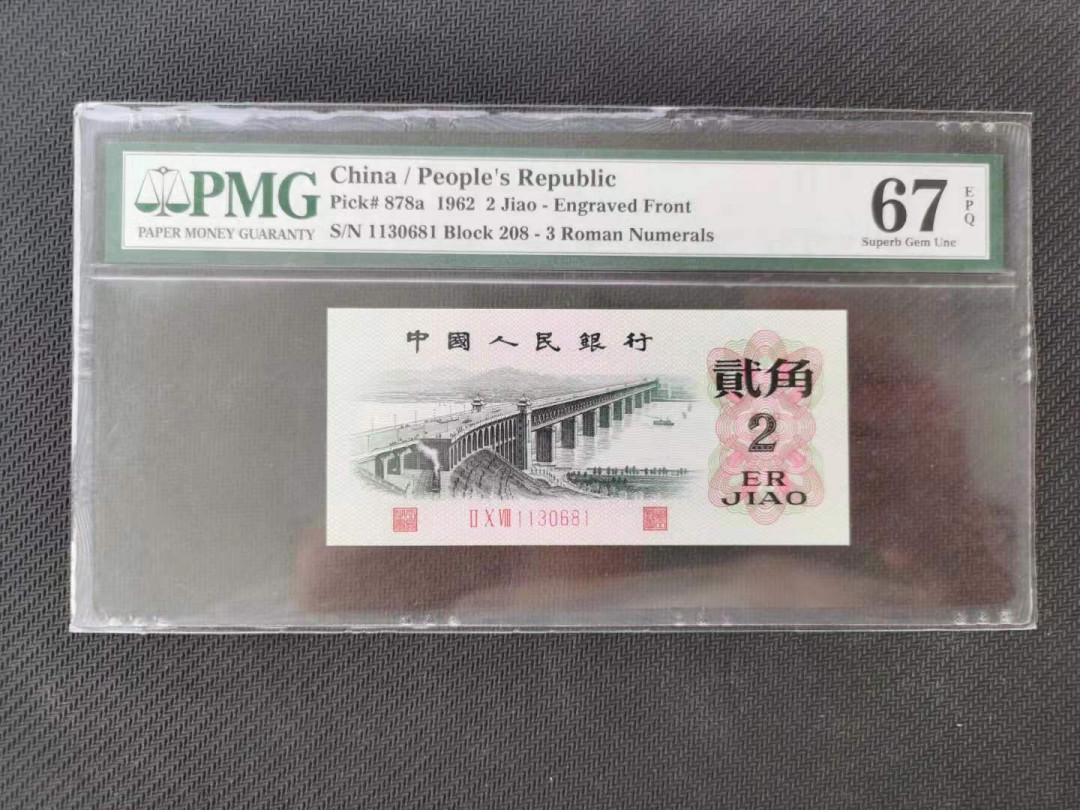 PMG
PAPER MONEY GUARANTY
China / People's Republic
Pick# 878a 1962 2 Jiao - Engraved Front
S/N 1130681 Block 208 - 3 Roman Numerals
67
EPQ
Superb Gem Unc
中國人民銀行
貳角
2
ER
JIAO
II X VIII 1130681